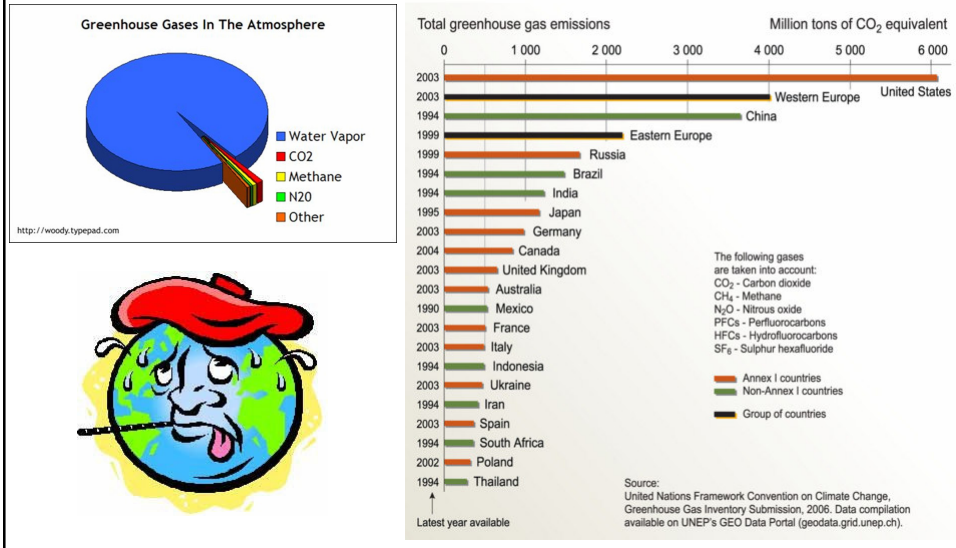 Greenhouse Gases In The Atmosphere
Water Vapor
CO2
Methane
N20
Other
http://woody.typepad.com
Total greenhouse gas emissions
Million tons of CO2 equivalent
0 1 000 2 000 3 000 4 000 5 000 6 000
2003 United States
2003 Western Europe
1994 China
1999 Eastern Europe
1999 Russia
1994 Brazil
1994 India
1995 Japan
2003 Germany
2004 Canada
2003 United Kingdom
2003 Australia
1990 Mexico
2003 France
2003 Italy
1994 Indonesia
2003 Ukraine
1994 Iran
2003 Spain
1994 South Africa
2002 Poland
1994 Thailand
Latest year available
The following gases
are taken into account:
CO2 - Carbon dioxide
CH4 - Methane
N2O - Nitrous oxide
PFCs - Perfluorocarbons
HFCs - Hydrofluorocarbons
SF6 - Sulphur hexafluoride
Annex I countries
Non-Annex I countries
Group of countries
Source:
United Nations Framework Convention on Climate Change,
Greenhouse Gas Inventory Submission, 2006. Data compilation
available on UNEP's GEO Data Portal (geodata.grid.unep.ch).